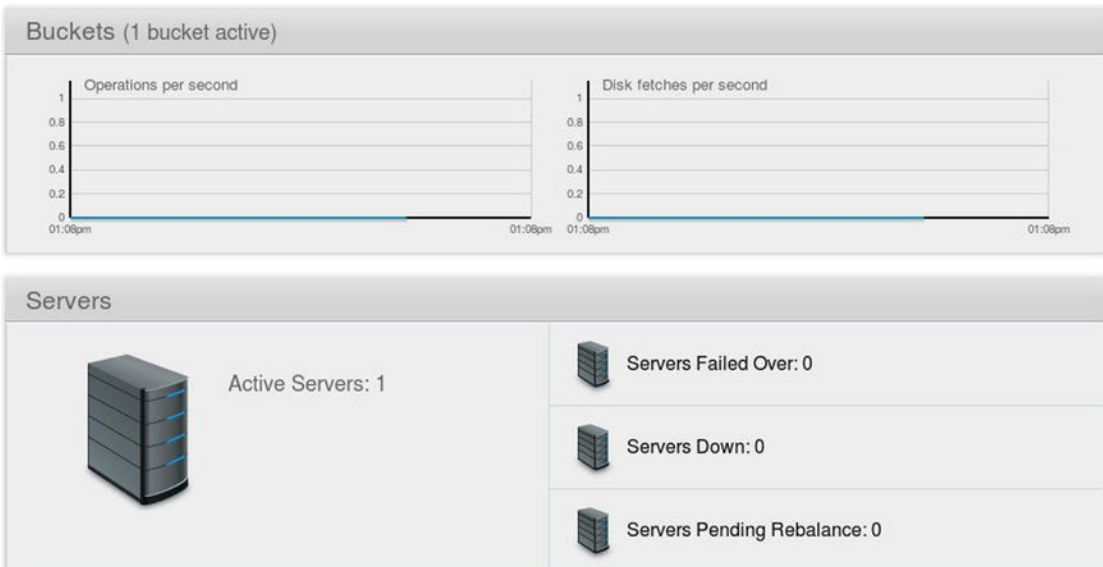 Buckets (1 bucket active)
Operations per second
1
0.8
0.6
0.4
0.2
0
01:08pm
01:08pm
Disk fetches per second
1
0.8
0.6
0.4
0.2
0
01:08pm
01:08pm
Servers
Active Servers: 1
Servers Failed Over: 0
Servers Down: 0
Servers Pending Rebalance: 0